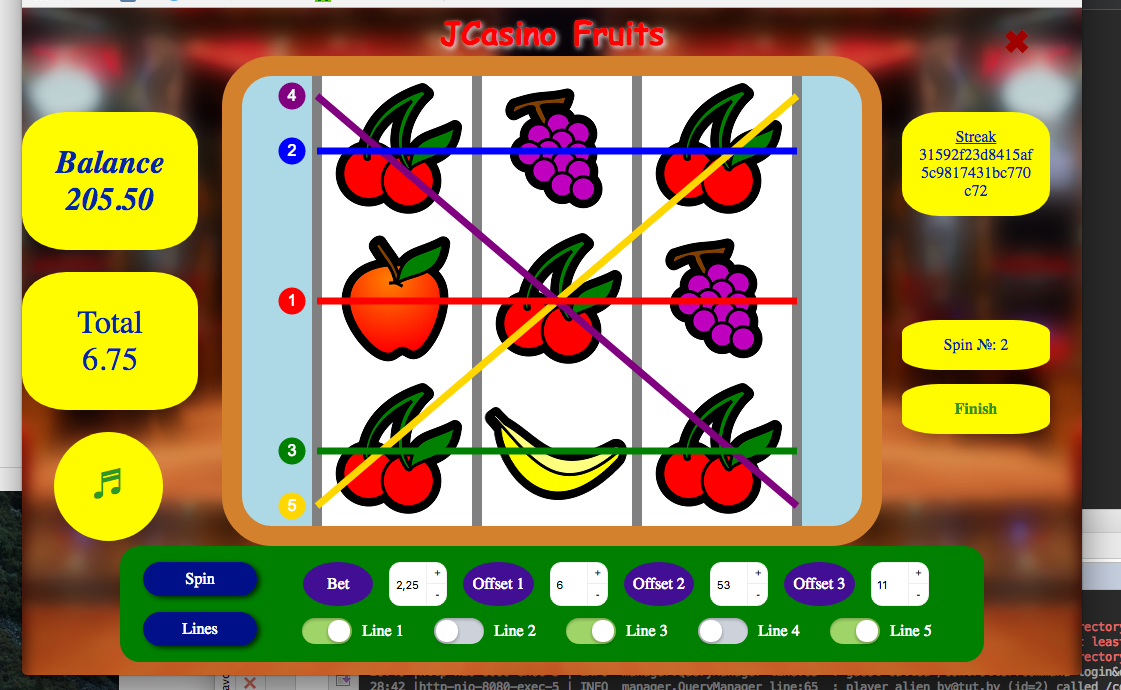 JCasino Fruits
Balance
205.50
Total
6.75
4
2
1
3
5
Streak
31592f23d8415af
5c9817431bc770
c72
Spin №: 2
Finish
Spin
Bet
2,25
+
-
Offset 1
6
+
-
Offset 2
53
+
-
Offset 3
11
+
-
Lines
Line 1
Line 2
Line 3
Line 4
Line 5
28:42 |http-nio-8080-exec-5 | INFO manager.QueryManager line:65 : player alien_by@tut.by (id=2) called /c